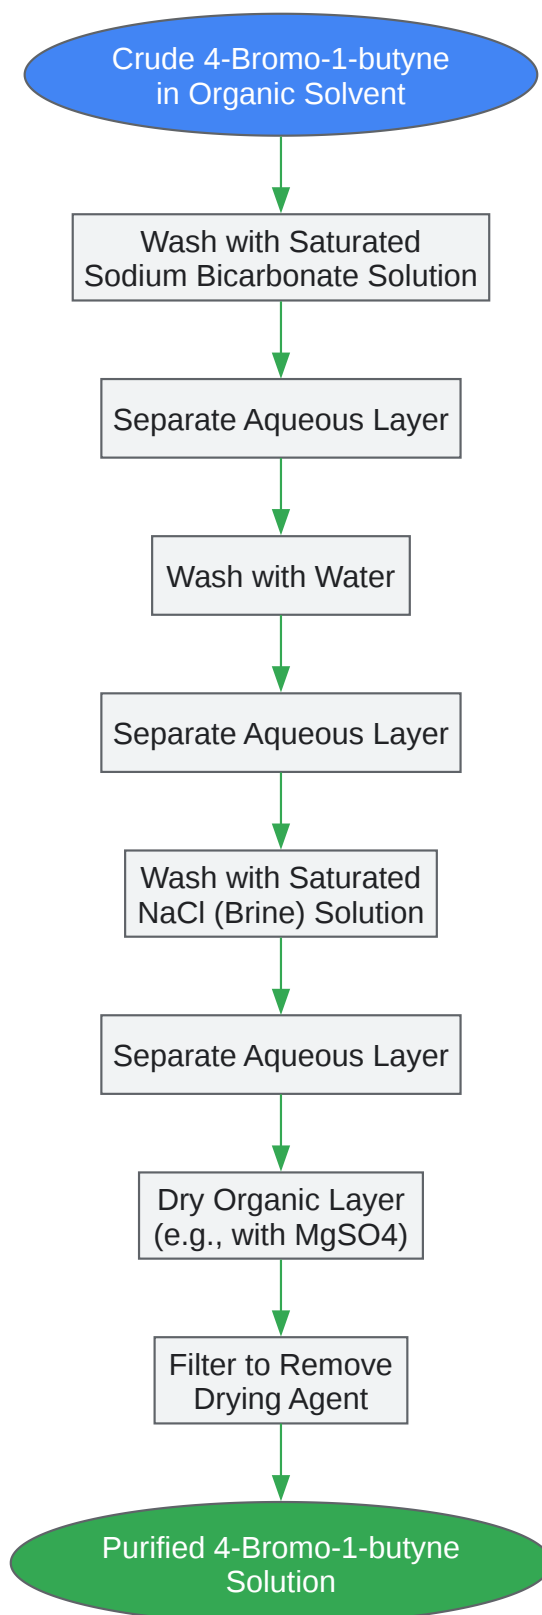 Crude 4-Bromo-1-butyne
in Organic Solvent
Wash with Saturated
Sodium Bicarbonate Solution
Separate Aqueous Layer
Wash with Water
Separate Aqueous Layer
Wash with Saturated
NaCl (Brine) Solution
Separate Aqueous Layer
Dry Organic Layer
(e.g., with MgSO4)
Filter to Remove
Drying Agent
Purified 4-Bromo-1-butyne
Solution